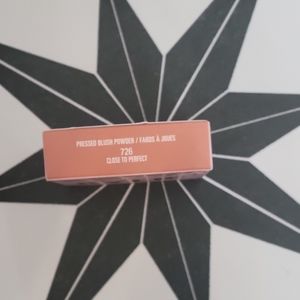 PRESSED BLUSH POWDER / FARDS À JOUES
726
CLOSE TO PERFECT